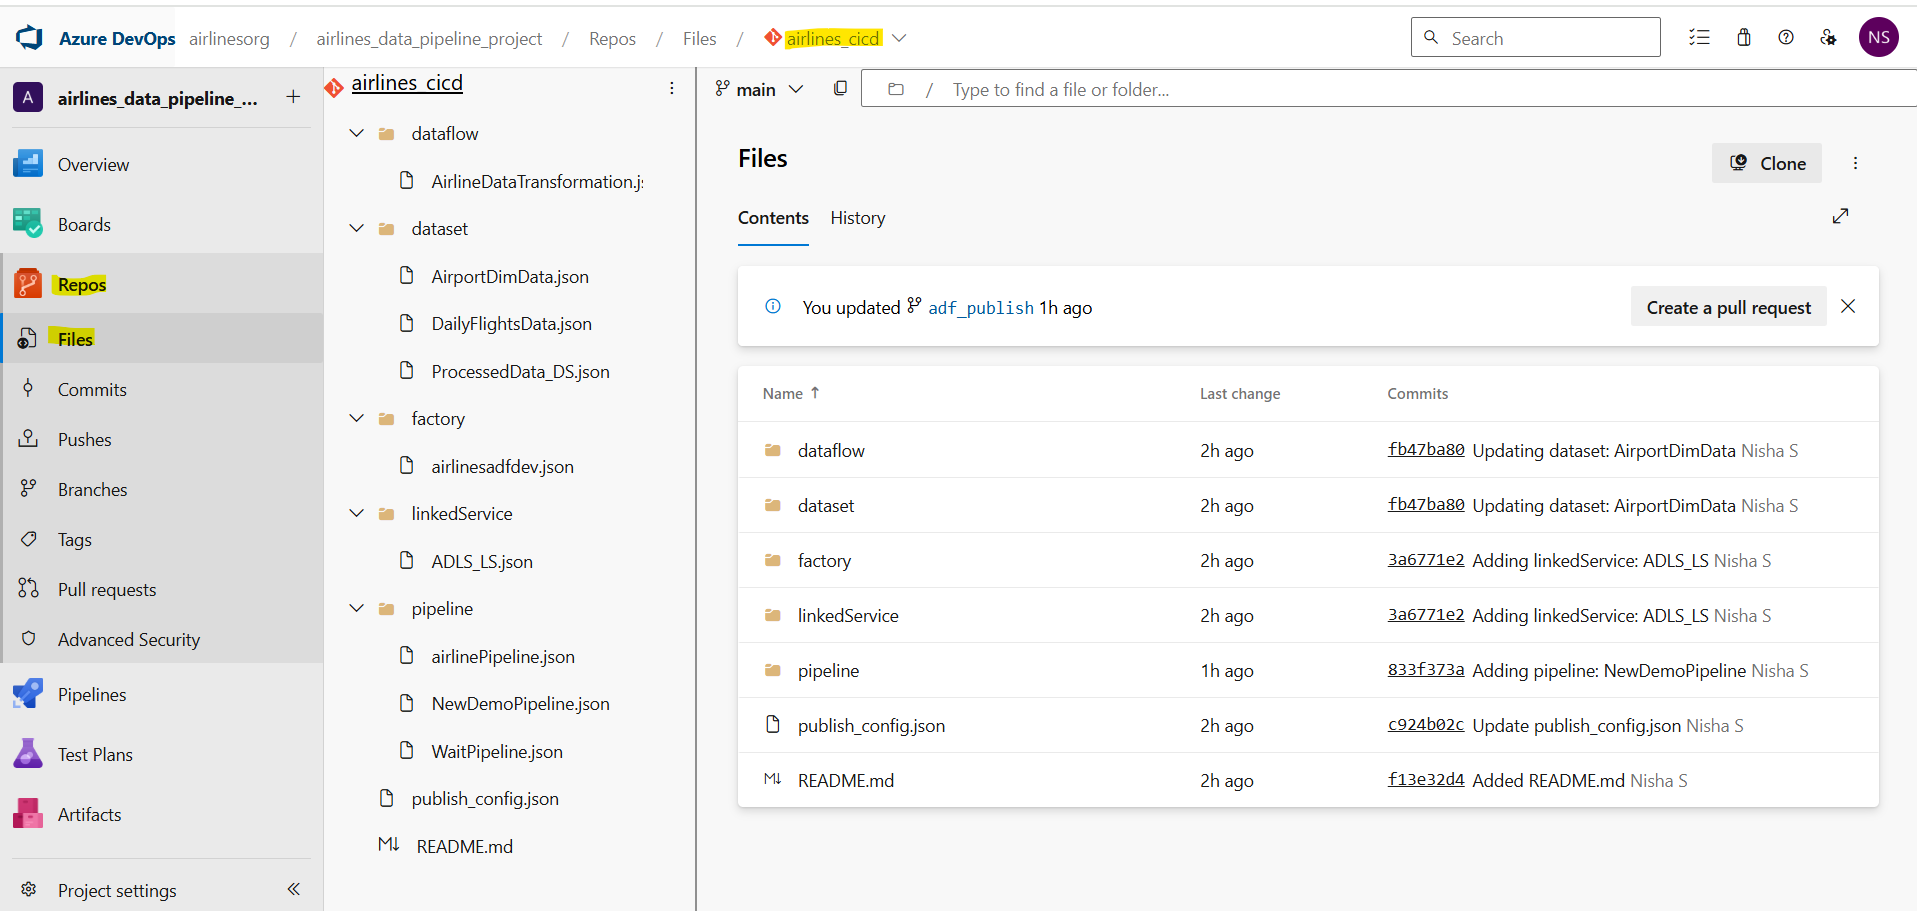 Azure DevOps airlinesorg / airlines_data_pipeline_project / Repos / Files / airlines_cicd
Search
NS
A airlines_data_pipeline_... +
Overview
Boards
Repos
Files
Commits
Pushes
Branches
Tags
Pull requests
Advanced Security
Pipelines
Test Plans
Artifacts
Project settings
airlines_cicd
dataflow
AirlineDataTransformation.js
dataset
AirportDimData.json
DailyFlightsData.json
ProcessedData_DS.json
factory
airlinesadfdev.json
linkedService
ADLS_LS.json
pipeline
airlinePipeline.json
NewDemoPipeline.json
WaitPipeline.json
publish_config.json
M↓ README.md
main
/ Type to find a file or folder...
Files
Clone
Contents History
You updated adf_publish 1h ago
Create a pull request
Name ↑ Last change Commits
dataflow 2h ago fb47ba80 Updating dataset: AirportDimData Nisha S
dataset 2h ago fb47ba80 Updating dataset: AirportDimData Nisha S
factory 2h ago 3a6771e2 Adding linkedService: ADLS_LS Nisha S
linkedService 2h ago 3a6771e2 Adding linkedService: ADLS_LS Nisha S
pipeline 1h ago 833f373a Adding pipeline: NewDemoPipeline Nisha S
publish_config.json 2h ago c924b02c Update publish_config.json Nisha S
M↓ README.md 2h ago f13e32d4 Added README.md Nisha S